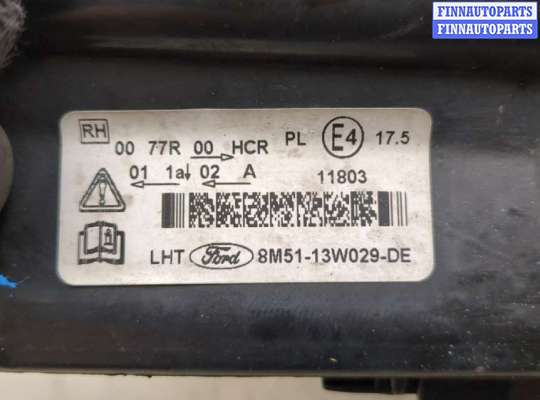 FINNAUTOPARTS
FINNAUTOPARTS
RH
00 77R 00 HCR PL E4 17.5
01 1a 02 A 11803
LHT Ford 8M51-13W029-DE